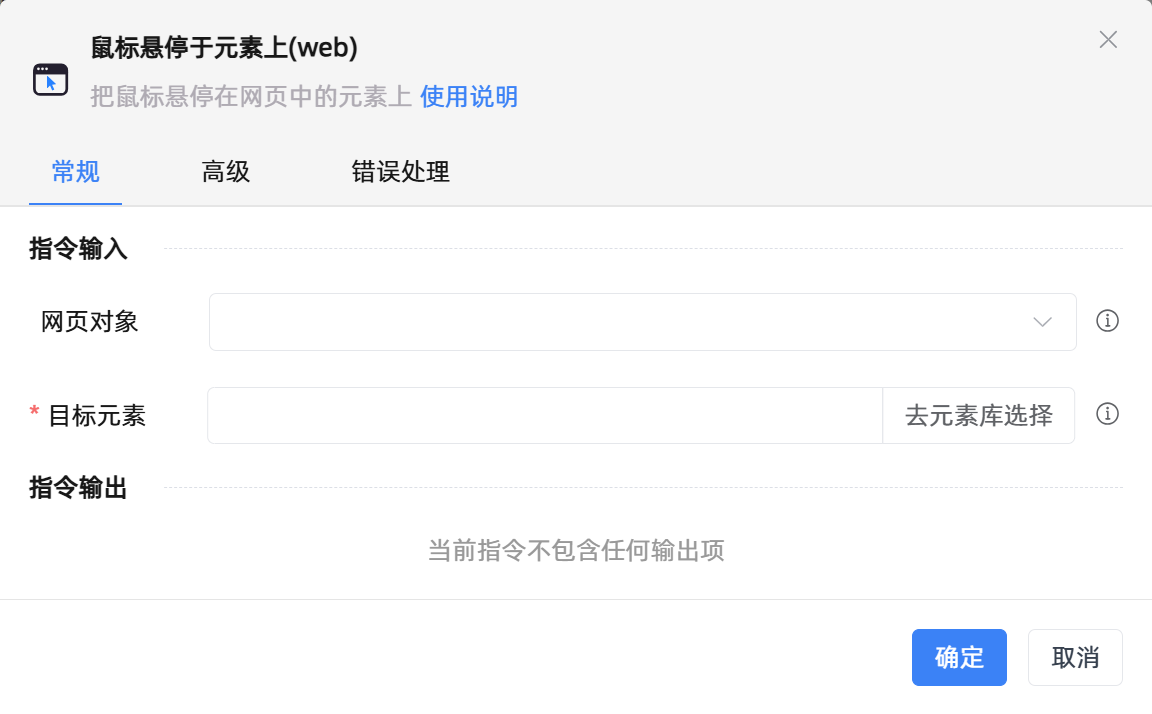 鼠标悬停于元素上(web)
把鼠标悬停在网页中的元素上 使用说明
常规 高级 错误处理
指令输入
网页对象
* 目标元素 去元素库选择
指令输出
当前指令不包含任何输出项
确定 取消